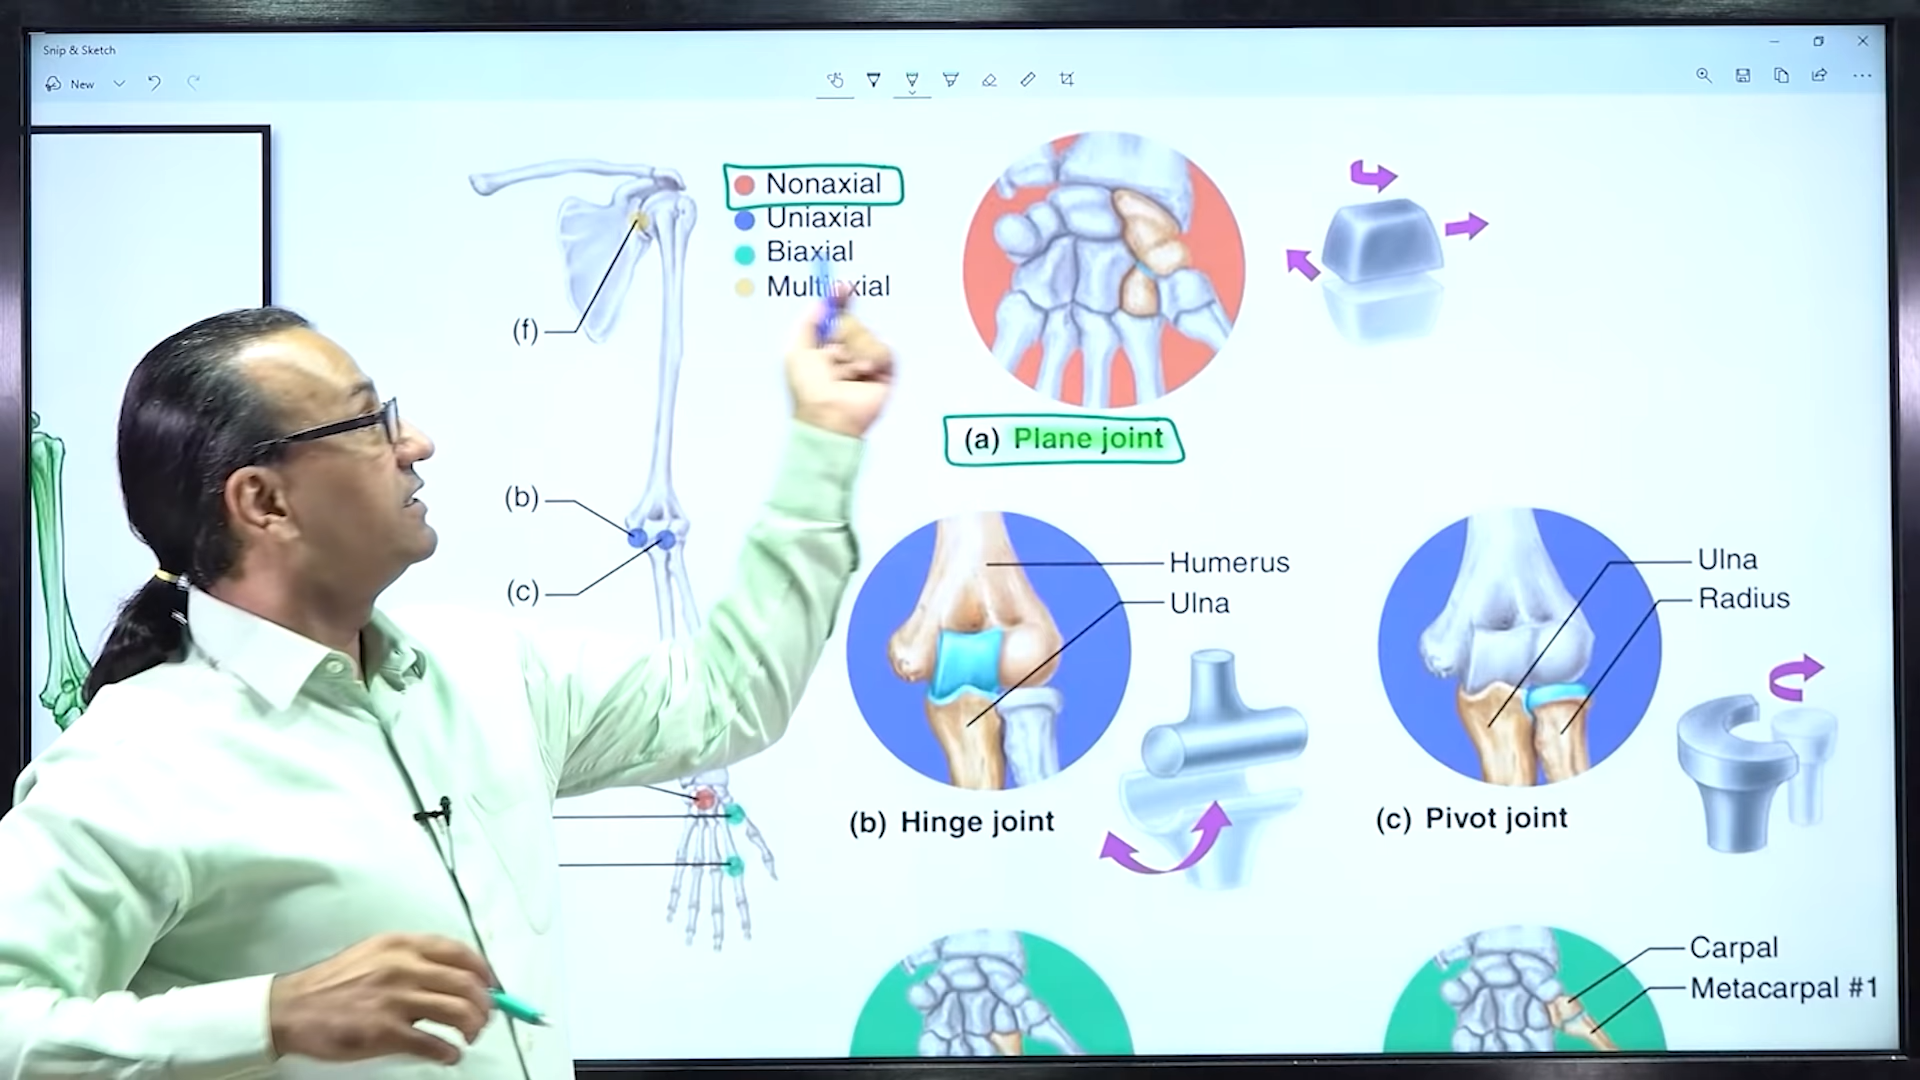 Snip & Sketch
New
Nonaxial
Uniaxial
Biaxial
Multiaxial
(f)
(a) Plane joint
(b)
(c)
Humerus
Ulna
Ulna
Radius
(b) Hinge joint
(c) Pivot joint
Carpal
Metacarpal #1